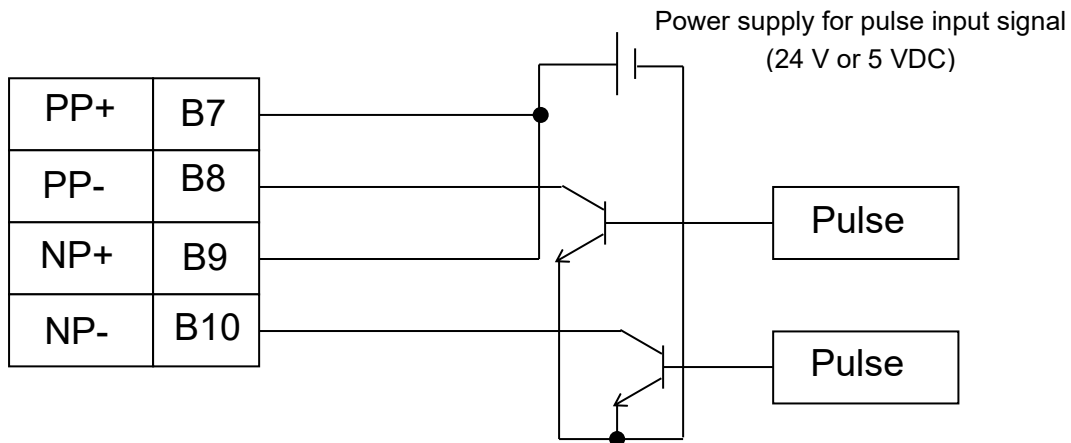 Power supply for pulse input signal
(24 V or 5 VDC)
PP+ B7
PP- B8
NP+ B9
NP- B10
Pulse
Pulse